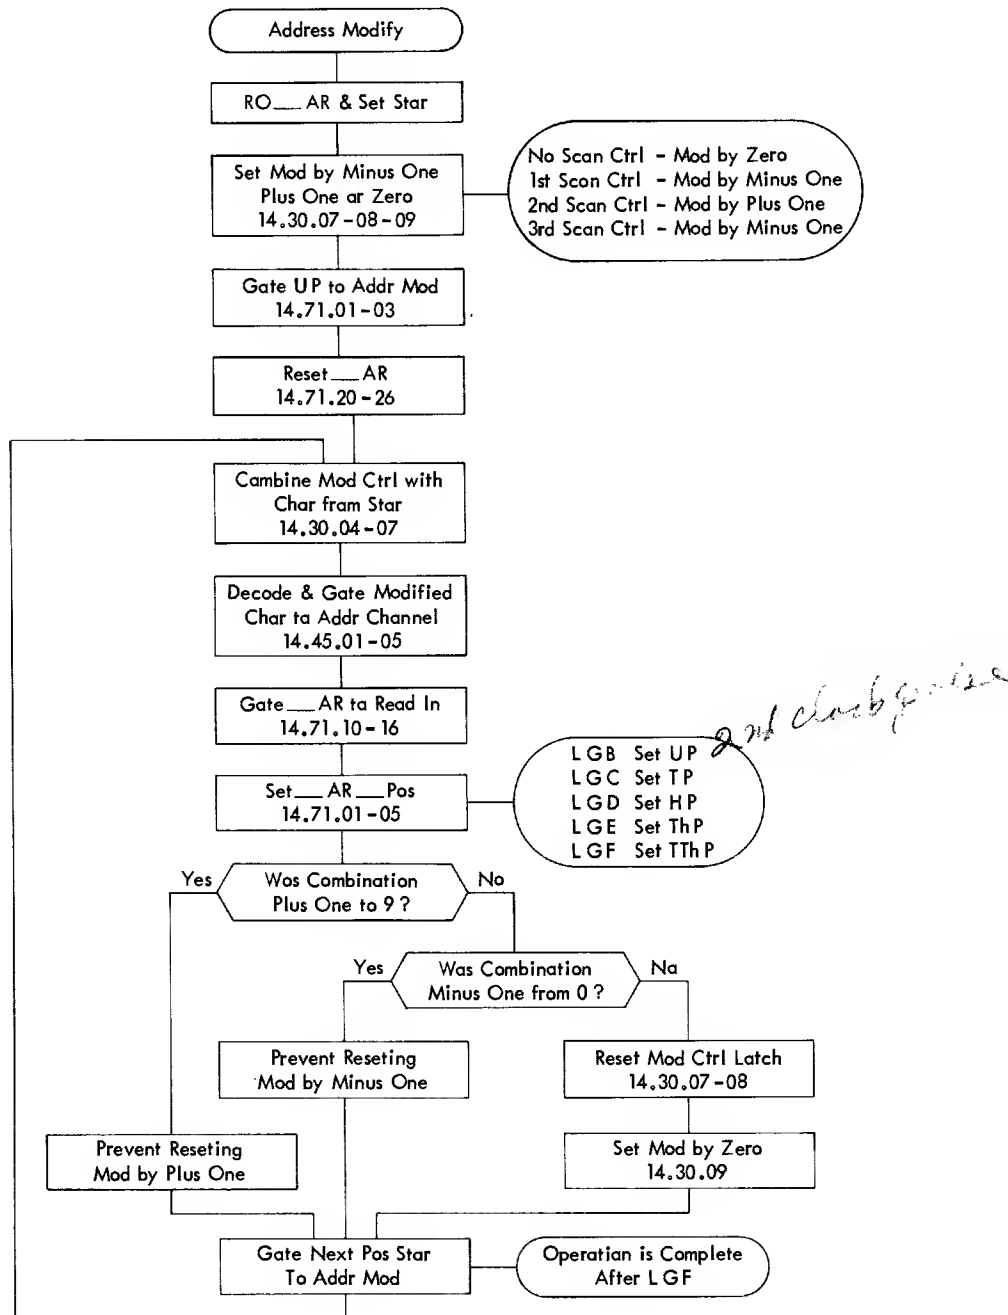 Address Modify
RO___AR & Set Star
Set Mod by Minus One
Plus One ar Zero
14.30.07-08-09
No Scan Ctrl - Mod by Zero
1st Scon Ctrl - Mod by Minus One
2nd Scan Ctrl - Mod by Plus One
3rd Scan Ctrl - Mod by Minus One
Gate UP to Addr Mod
14.71.01-03
Reset___AR
14.71.20-26
Cambine Mod Ctrl with
Char fram Star
14.30.04-07
Decode & Gate Modified
Char ta Addr Channel
14.45.01-05
Gate___AR ta Read In
14.71.10-16
2nd
Set___AR___Pos
14.71.01-05
LGB Set UP
LGC Set TP
LGD Set HP
LGE Set ThP
LGF Set TThP
Yes
Wos Combination
Plus One to 9?
No
Yes
Was Combination
Minus One from 0?
Na
Prevent Reseting
Mod by Minus One
Reset Mod Ctrl Latch
14.30.07-08
Prevent Reseting
Mod by Plus One
Set Mod by Zero
14.30.09
Gate Next Pos Star
To Addr Mod
Operatian is Complete
After LGF